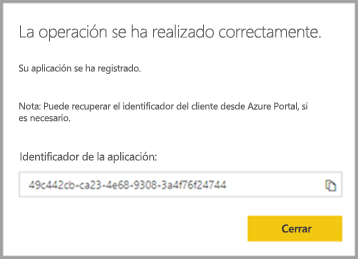 La operación se ha realizado correctamente.
Su aplicación se ha registrado.
Nota: Puede recuperar el identificador del cliente desde Azure Portal, si
es necesario.
Identificador de la aplicación:
49c442cb-ca23-4e68-9308-3a4f76f24744
Cerrar